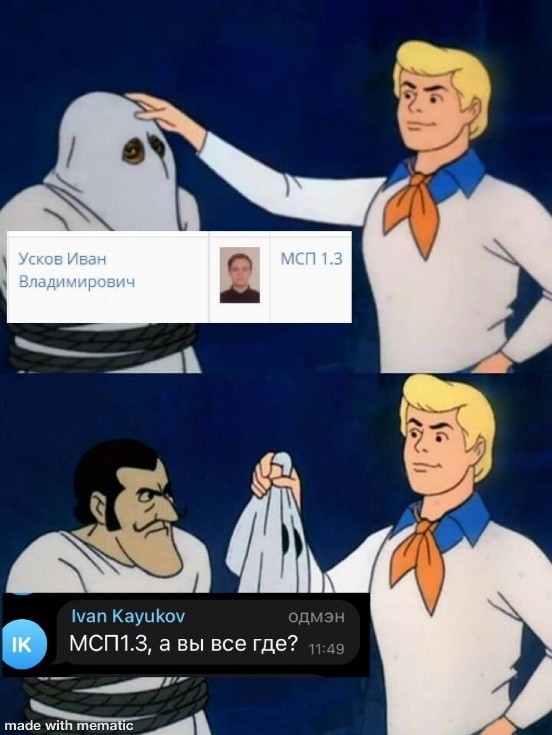 Усков Иван
Владимирович
МСП 1.3
Ivan Kayukov
одмэн
IK
МСП1.3, а вы все где?
11:49
made with mematic